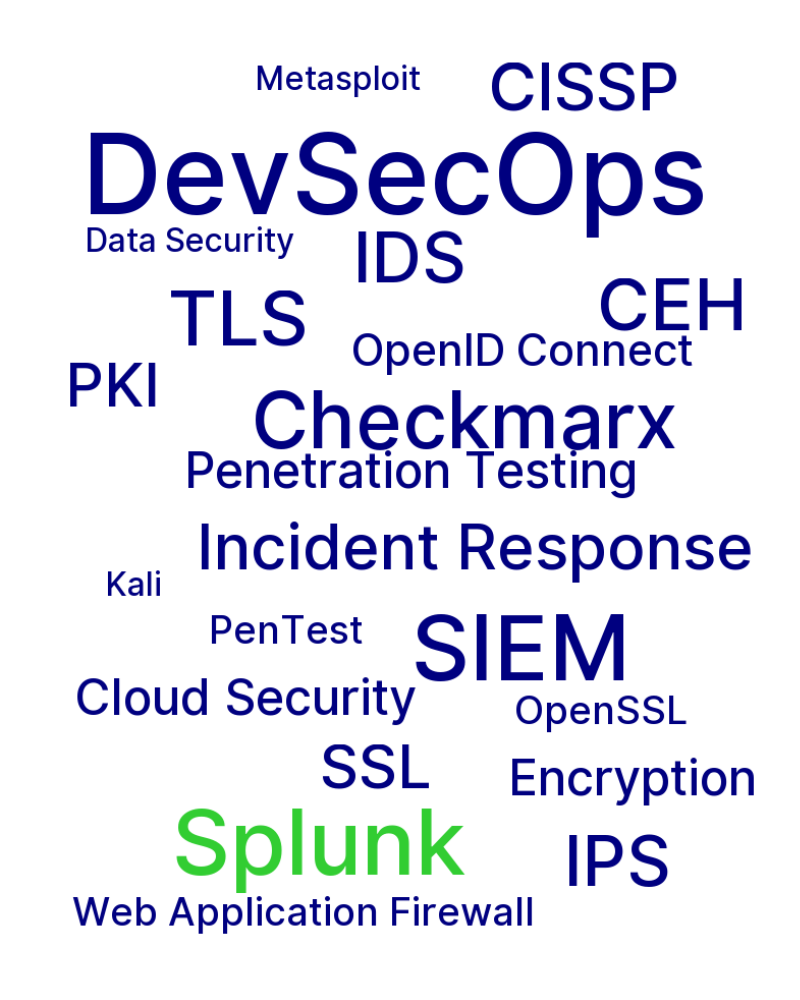 Metasploit
CISSP
DevSecOps
Data Security
IDS
CEH
TLS
OpenID Connect
PKI
Checkmarx
Penetration Testing
Incident Response
Kali
PenTest
SIEM
Cloud Security
OpenSSL
SSL
Encryption
Splunk
IPS
Web Application Firewall